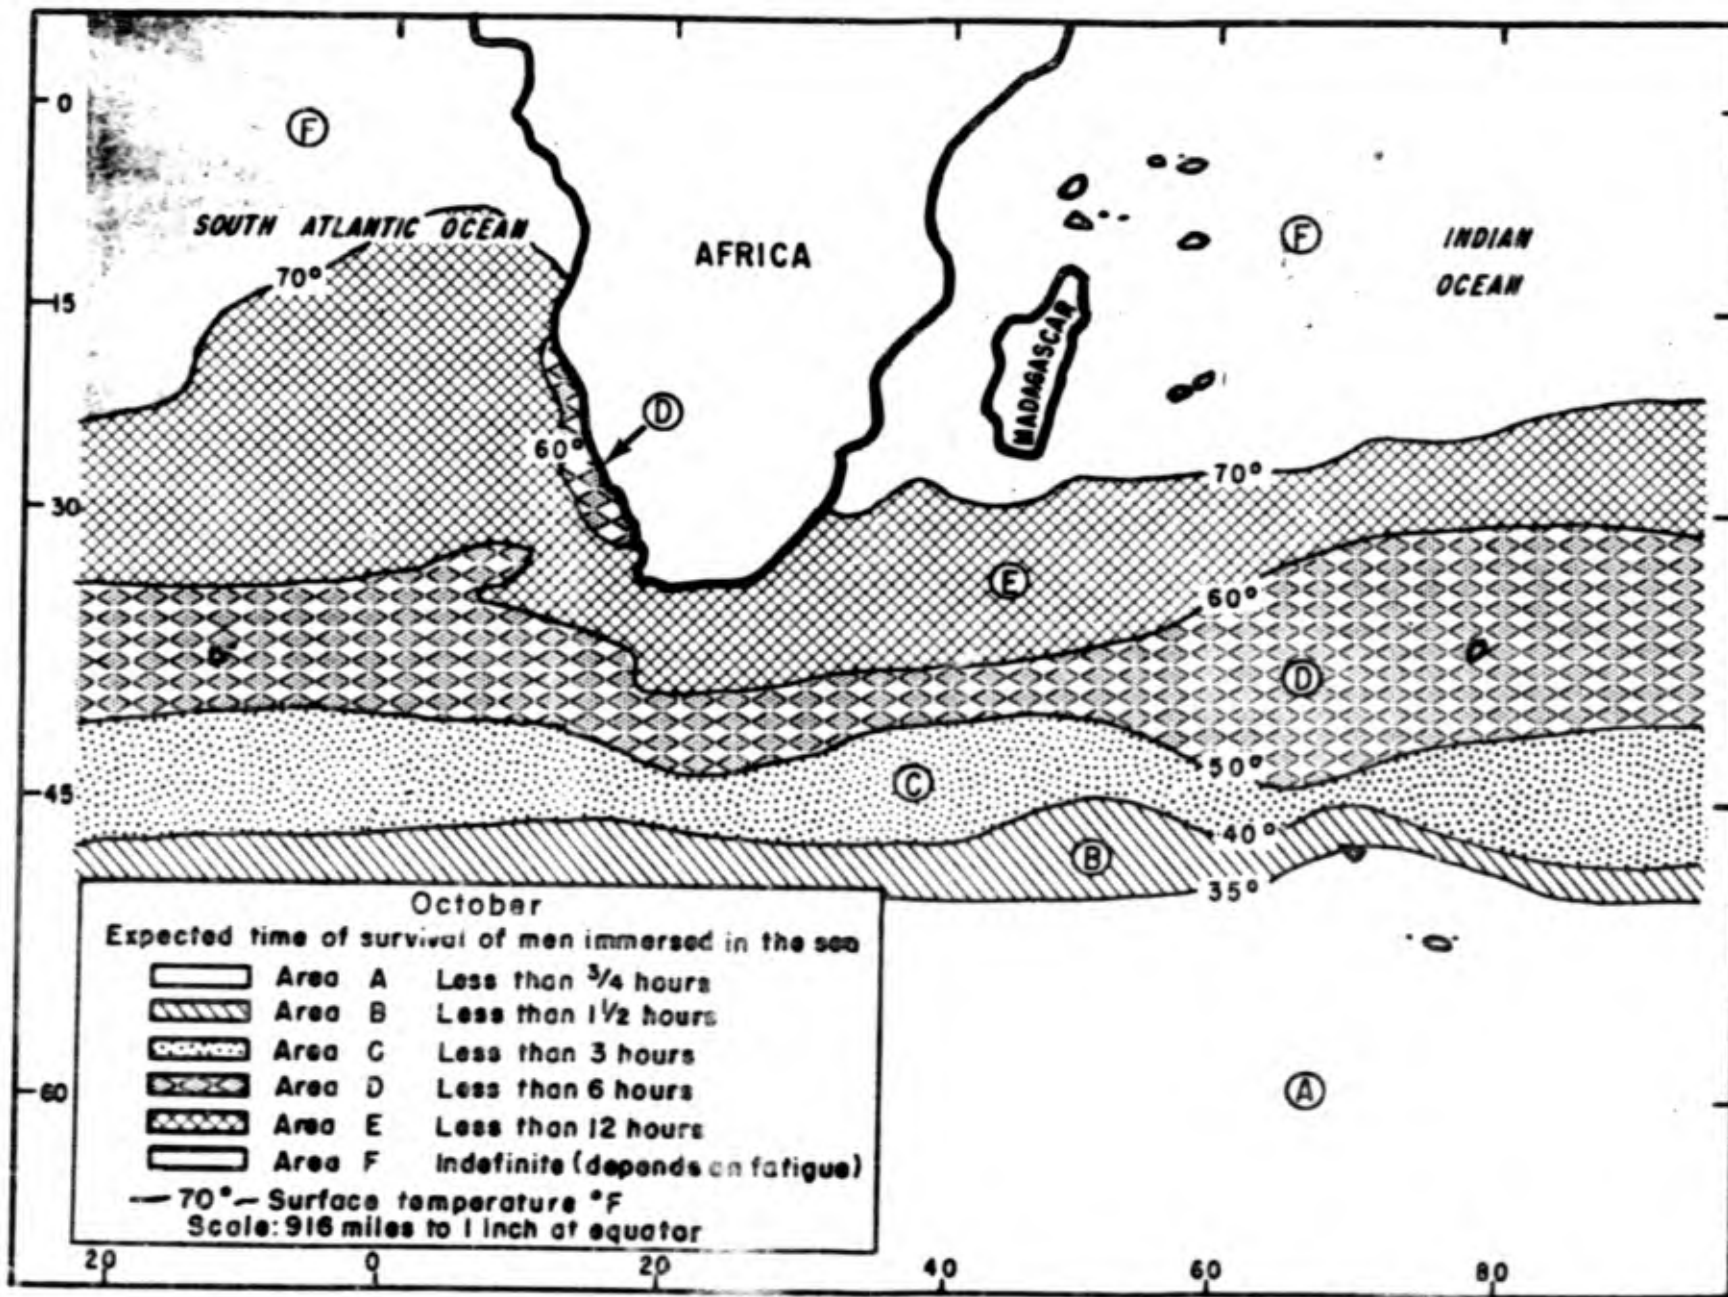 0
F
SOUTH ATLANTIC OCEAN
AFRICA
F
INDIAN
OCEAN
70°
15
MADAGASCAR
D
60°
70°
30
E
60°
D
50°
C
45
40°
B
35°
October
Expected time of survival of men immersed in the sea
Area A Less than 3/4 hours
Area B Less than 1 1/2 hours
Area C Less than 3 hours
Area D Less than 6 hours
Area E Less than 12 hours
Area F Indefinite (depends on fatigue)
— 70° — Surface temperature °F
Scale: 916 miles to 1 inch at equator
60
A
20 0 20 40 60 80